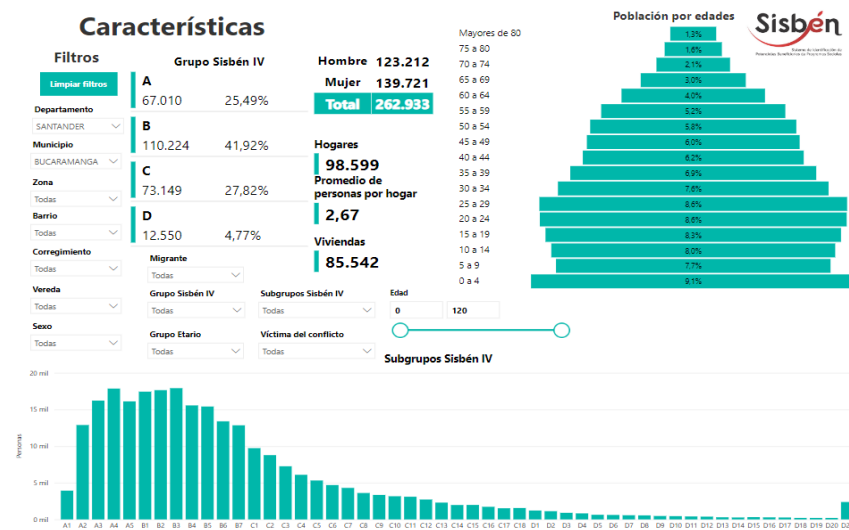 Características
Filtros
Limpiar filtros
Departamento
SANTANDER
Municipio
BUCARAMANGA
Zona
Todas
Barrio
Todas
Corregimiento
Todas
Vereda
Todas
Sexo
Todas
Grupo Sisbén IV
A
67.010 25,49%
B
110.224 41,92%
C
73.149 27,82%
D
12.550 4,77%
Migrante
Todas
Grupo Sisbén IV
Todas
Subgrupos Sisbén IV
Todas
Grupo Etario
Todas
Víctima del conflicto
Todas
Edad
0 120
Hombre 123.212
Mujer 139.721
Total 262.933
Hogares
98.599
Promedio de
personas por hogar
2,67
Viviendas
85.542
Población por edades
Sisbén
Sistema de Identificación de
Potenciales Beneficiarios de Programas Sociales
Mayores de 80 1,3%
75 a 80 1,6%
70 a 74 2,1%
65 a 69 3,0%
60 a 64 4,0%
55 a 59 5,2%
50 a 54 5,8%
45 a 49 6,0%
40 a 44 6,2%
35 a 39 6,9%
30 a 34 7,6%
25 a 29 8,6%
20 a 24 8,6%
15 a 19 8,3%
10 a 14 8,0%
5 a 9 7,7%
0 a 4 9,1%
Subgrupos Sisbén IV
Personas
20 mil
15 mil
10 mil
5 mil
0 mil
A1 A2 A3 A4 A5 B1 B2 B3 B4 B5 B6 B7 C1 C2 C3 C4 C5 C6 C7 C8 C9 C10 C11 C12 C13 C14 C15 C16 C17 C18 D1 D2 D3 D4 D5 D6 D7 D8 D9 D10 D11 D12 D13 D14 D15 D16 D17 D18 D19 D20